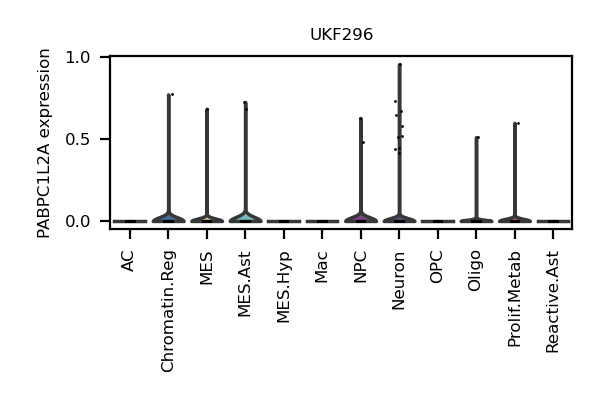 UKF296
PABPC1L2A expression
1.0
0.5
0.0
AC
Chromatin.Reg
MES
MES.Ast
MES.Hyp
Mac
NPC
Neuron
OPC
Oligo
Prolif.Metab
Reactive.Ast